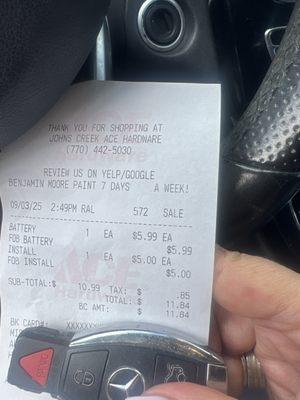 THANK YOU FOR SHOPPING AT
JOHNS CREEK ACE HARDWARE
(770) 442-5030
REVIEW US ON YELP/GOOGLE
BENJAMIN MOORE PAINT 7 DAYS A WEEK!
09/03/25 2:49PM RAL 572 SALE
BATTERY 1 EA $5.99 EA
FOB BATTERY $5.99
INSTALL 1 EA $5.00 EA
FOB INSTALL $5.00
SUB-TOTAL:$ 10.99 TAX: $ .85
TOTAL: $ 11.84
BC AMT: $ 11.84
BK CARD#: XXXXXXX